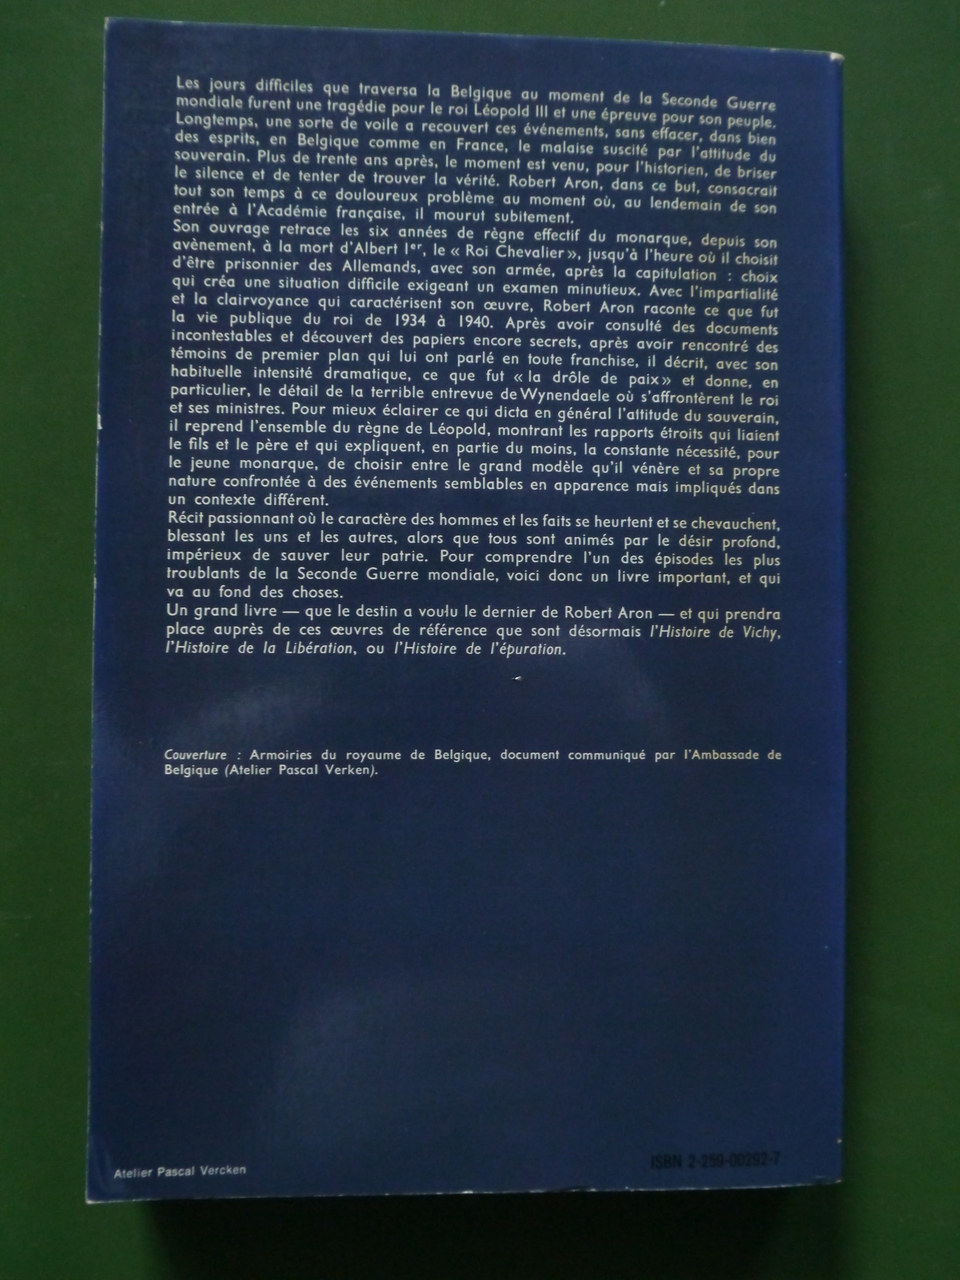 Les jours difficiles que traversa la Belgique au moment de la Seconde Guerre
mondiale furent une tragédie pour le roi Léopold III et une épreuve pour son peuple.
Longtemps, une sorte de voile a recouvert ces événements, sans effacer, dans bien
des esprits, en Belgique comme en France, le malaise suscité par l'attitude du
souverain. Plus de trente ans après, le moment est venu, pour l'historien, de briser
le silence et de tenter de trouver la vérité. Robert Aron, dans ce but, consacrait
tout son temps à ce douloureux problème au moment où, au lendemain de son
entrée à l'Académie française, il mourut subitement.
Son ouvrage retrace les six années de règne effectif du monarque, depuis son
avènement, à la mort d'Albert Iᵉʳ, le « Roi Chevalier », jusqu'à l'heure où il choisit
d'être prisonnier des Allemands, avec son armée, après la capitulation : choix
qui créa une situation difficile exigeant un examen minutieux. Avec l'impartialité
et la clairvoyance qui caractérisent son œuvre, Robert Aron raconte ce que fut
la vie publique du roi de 1934 à 1940. Après avoir consulté des documents
incontestables et découvert des papiers encore secrets, après avoir rencontré des
témoins de premier plan qui lui ont parlé en toute franchise, il décrit, avec son
habituelle intensité dramatique, ce que fut « la drôle de paix » et donne, en
particulier, le détail de la terrible entrevue de Wynendaele où s'affrontèrent le roi
et ses ministres. Pour mieux éclairer ce qui dicta en général l'attitude du souverain,
il reprend l'ensemble du règne de Léopold, montrant les rapports étroits qui liaient
le fils et le père et qui expliquent, en partie du moins, la constante nécessité, pour
le jeune monarque, de choisir entre le grand modèle qu'il vénère et sa propre
nature confrontée à des événements semblables en apparence mais impliqués dans
un contexte différent.
Récit passionnant où le caractère des hommes et les faits se heurtent et se chevauchent,
blessant les uns et les autres, alors que tous sont animés par le désir profond,
impérieux de sauver leur patrie. Pour comprendre l'un des épisodes les plus
troublants de la Seconde Guerre mondiale, voici donc un livre important, et qui
va au fond des choses.
Un grand livre — que le destin a voulu le dernier de Robert Aron — et qui prendra
place auprès de ces œuvres de référence que sont désormais l'Histoire de Vichy,
l'Histoire de la Libération, ou l'Histoire de l'épuration.
Couverture : Armoiries du royaume de Belgique, document communiqué par l'Ambassade de
Belgique (Atelier Pascal Verken).
Atelier Pascal Vercken
ISBN 2-259-00292-7